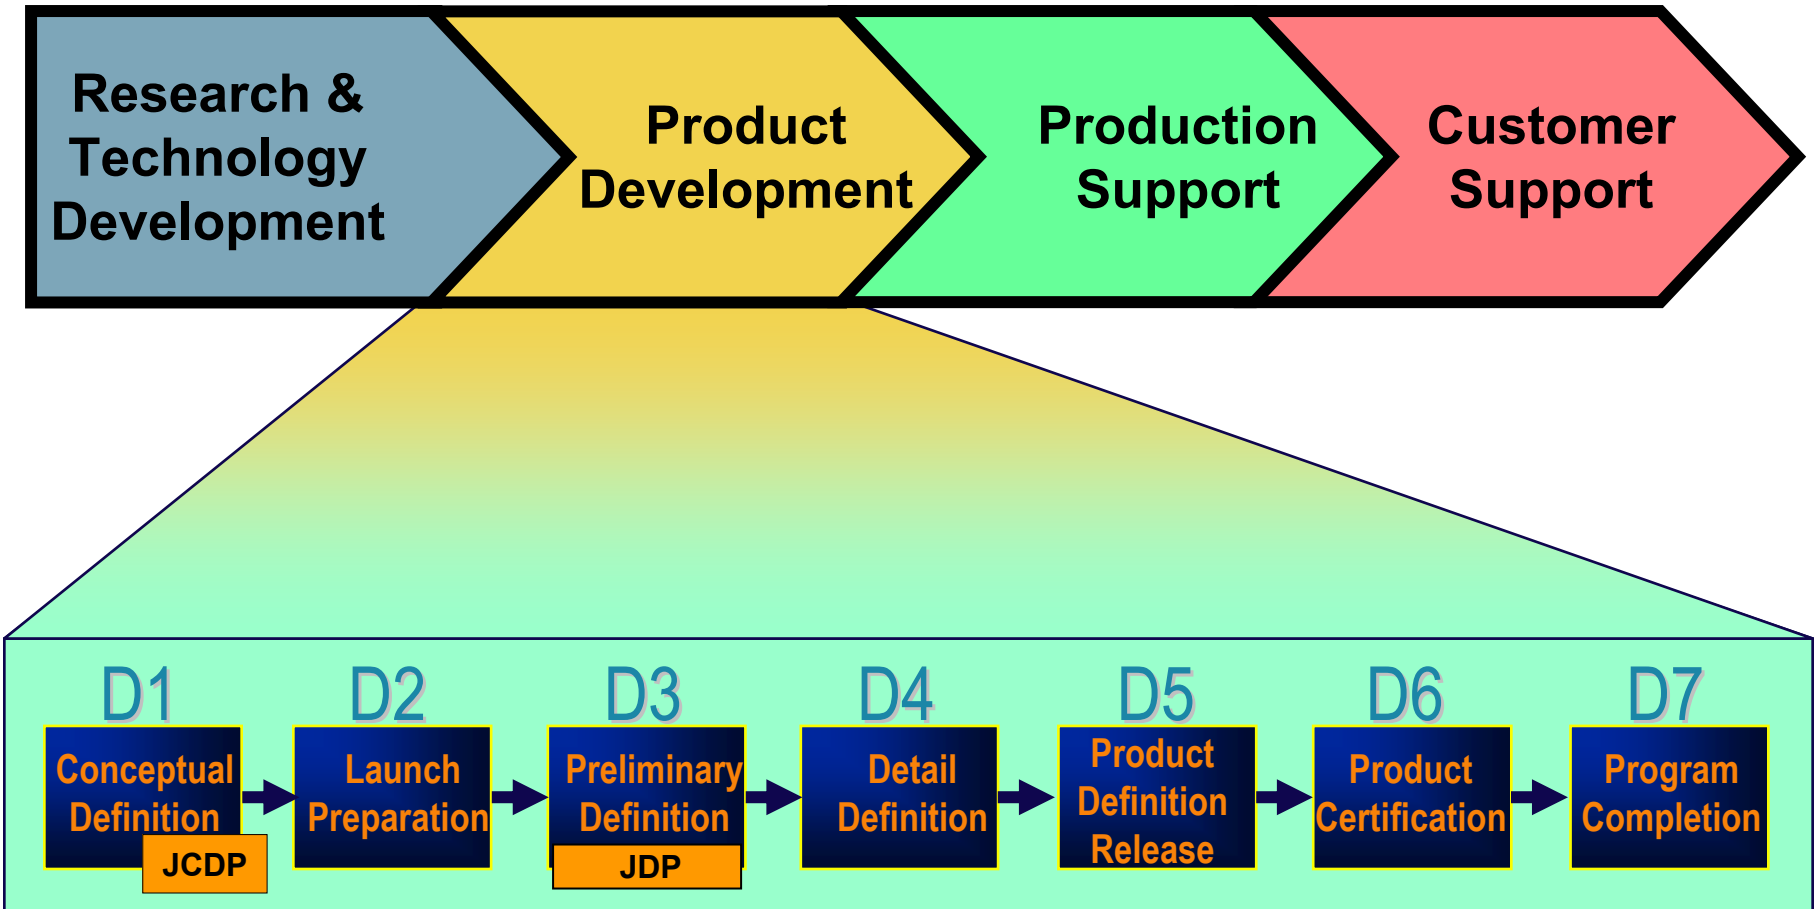 Research &
Technology
Development
Product
Development
Production
Support
Customer
Support
D1
Conceptual
Definition
JCDP
D2
Launch
Preparation
D3
Preliminary
Definition
JDP
D4
Detail
Definition
D5
Product
Definition
Release
D6
Product
Certification
D7
Program
Completion